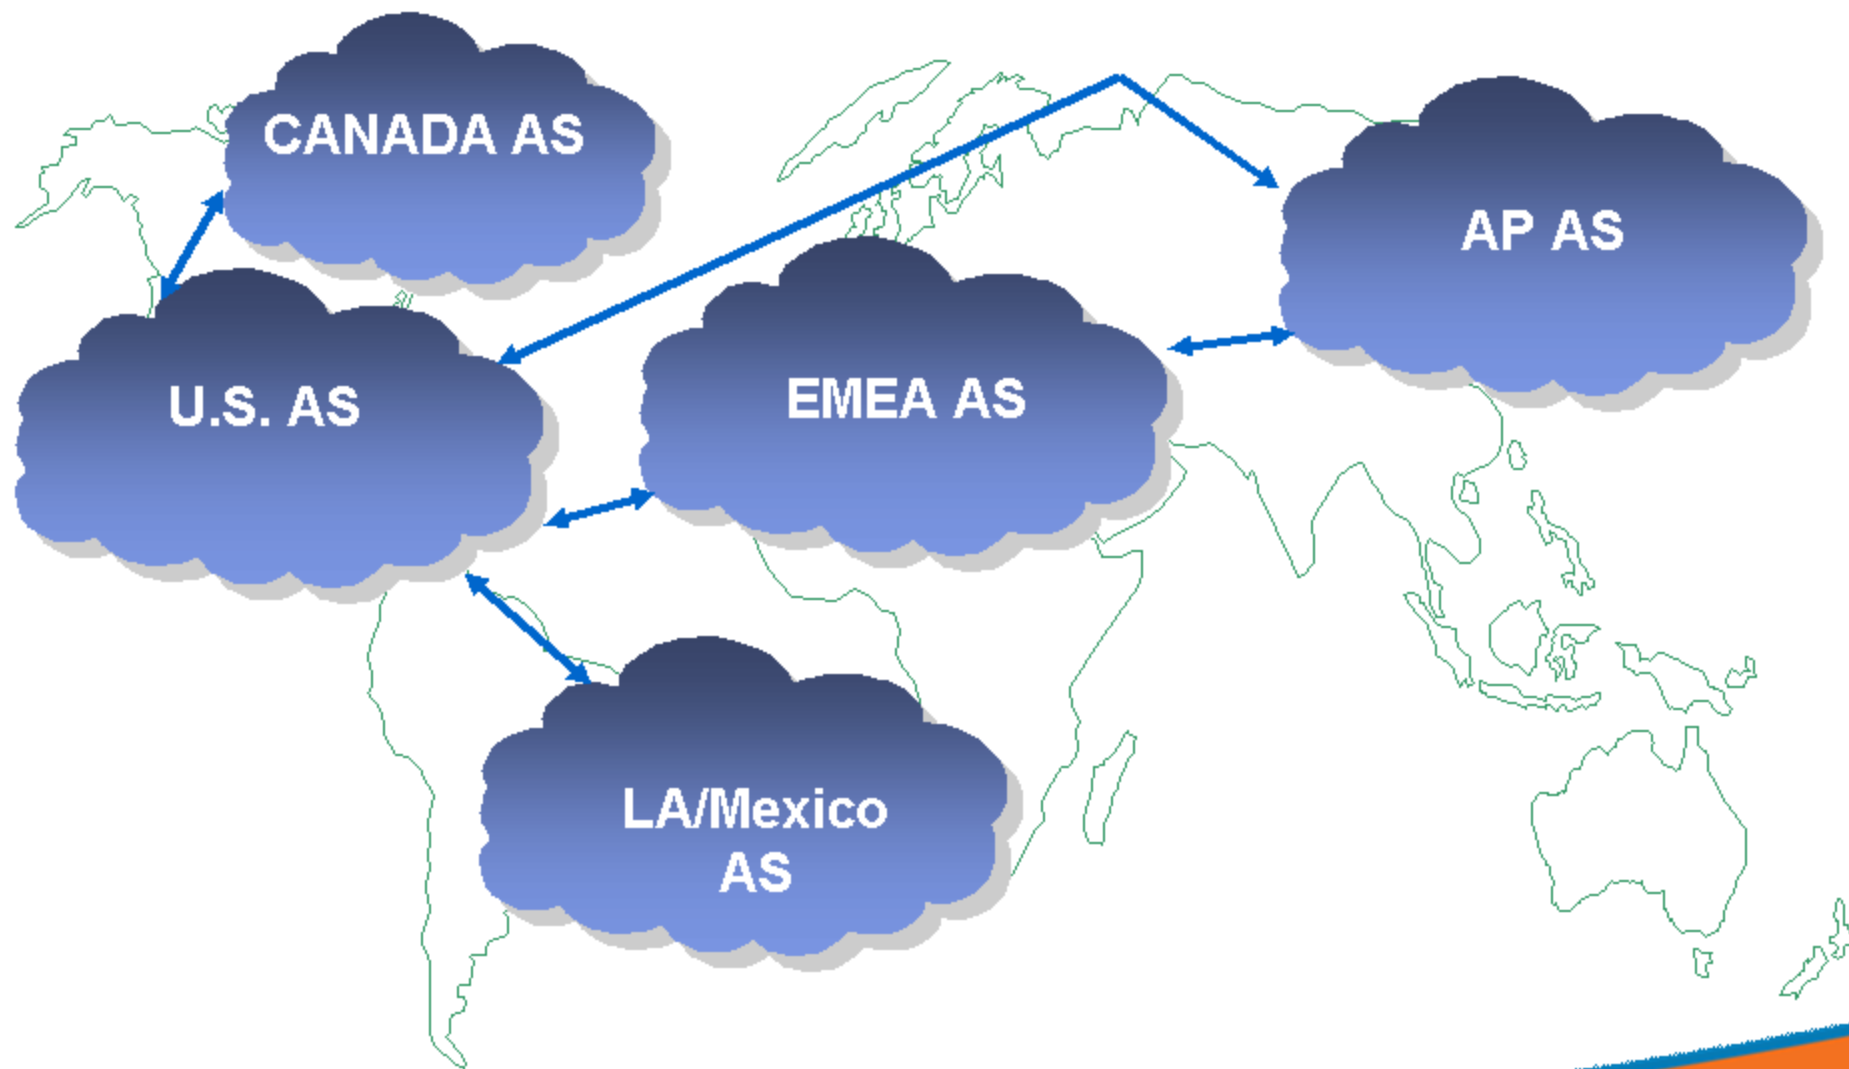 CANADA AS
AP AS
U.S. AS
EMEA AS
LA/Mexico
AS